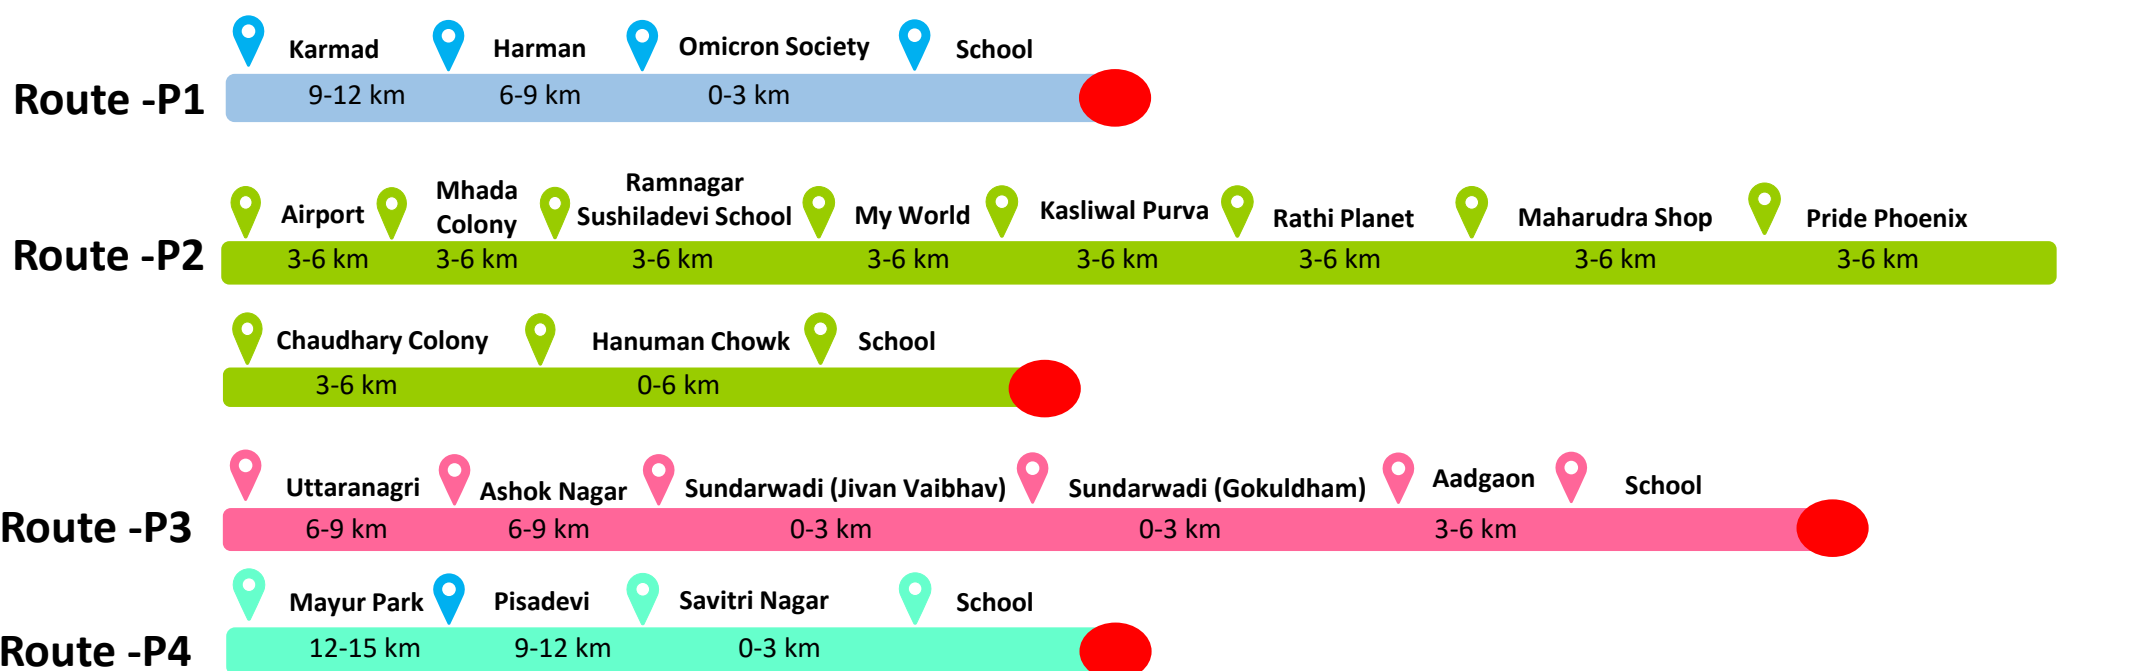 Karmad Harman Omicron Society School
Route -P1 9-12 km 6-9 km 0-3 km
Airport Mhada Colony Ramnagar Sushiladevi School My World Kasliwal Purva Rathi Planet Maharudra Shop Pride Phoenix
Route -P2 3-6 km 3-6 km 3-6 km 3-6 km 3-6 km 3-6 km 3-6 km 3-6 km
Chaudhary Colony Hanuman Chowk School
3-6 km 0-6 km
Uttaranagri Ashok Nagar Sundarwadi (Jivan Vaibhav) Sundarwadi (Gokuldham) Aadgaon School
Route -P3 6-9 km 6-9 km 0-3 km 0-3 km 3-6 km
Mayur Park Pisadevi Savitri Nagar School
Route -P4 12-15 km 9-12 km 0-3 km